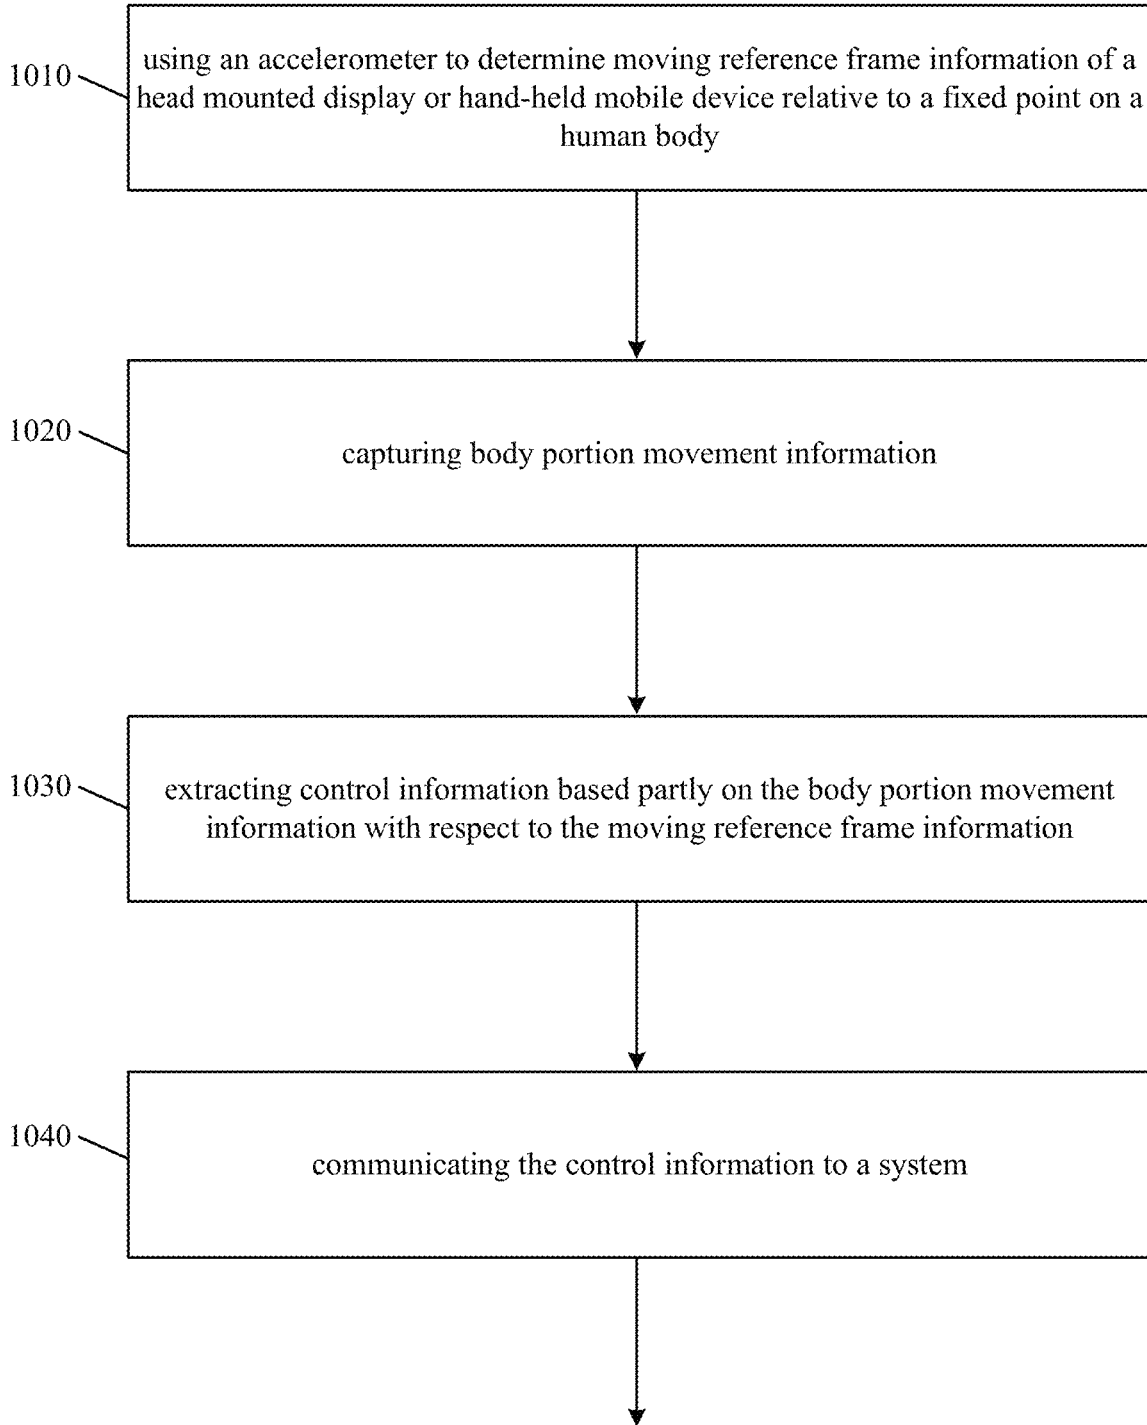 1010
using an accelerometer to determine moving reference frame information of a
head mounted display or hand-held mobile device relative to a fixed point on a
human body
1020
capturing body portion movement information
1030
extracting control information based partly on the body portion movement
information with respect to the moving reference frame information
1040
communicating the control information to a system